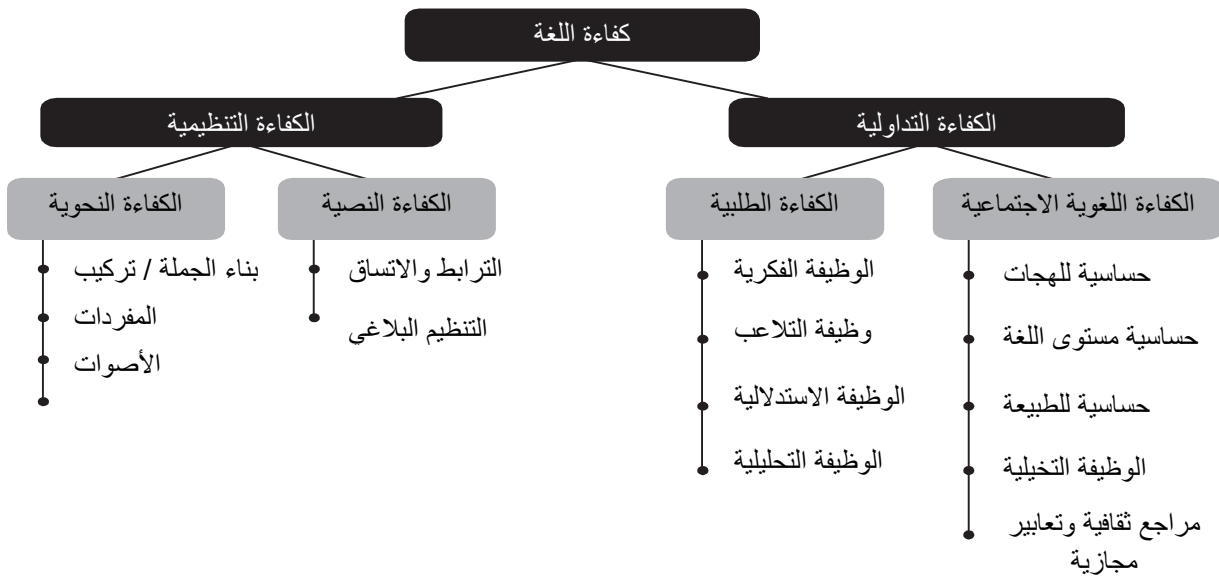 كفاءة اللغة
الكفاءة التداولية
الكفاءة التنظيمية
الكفاءة اللغوية الاجتماعية
الكفاءة الطلبية
الكفاءة النصية
الكفاءة النحوية
حساسية للهجات
حساسية مستوى اللغة
حساسية للطبيعة
الوظيفة التخيلية
مراجع ثقافية وتعابير
مجازية
الوظيفة الفكرية
وظيفة التلاعب
الوظيفة الاستدلالية
الوظيفة التحليلية
الترابط والاتساق
التنظيم البلاغي
بناء الجملة / تركيب
المفردات
الأصوات